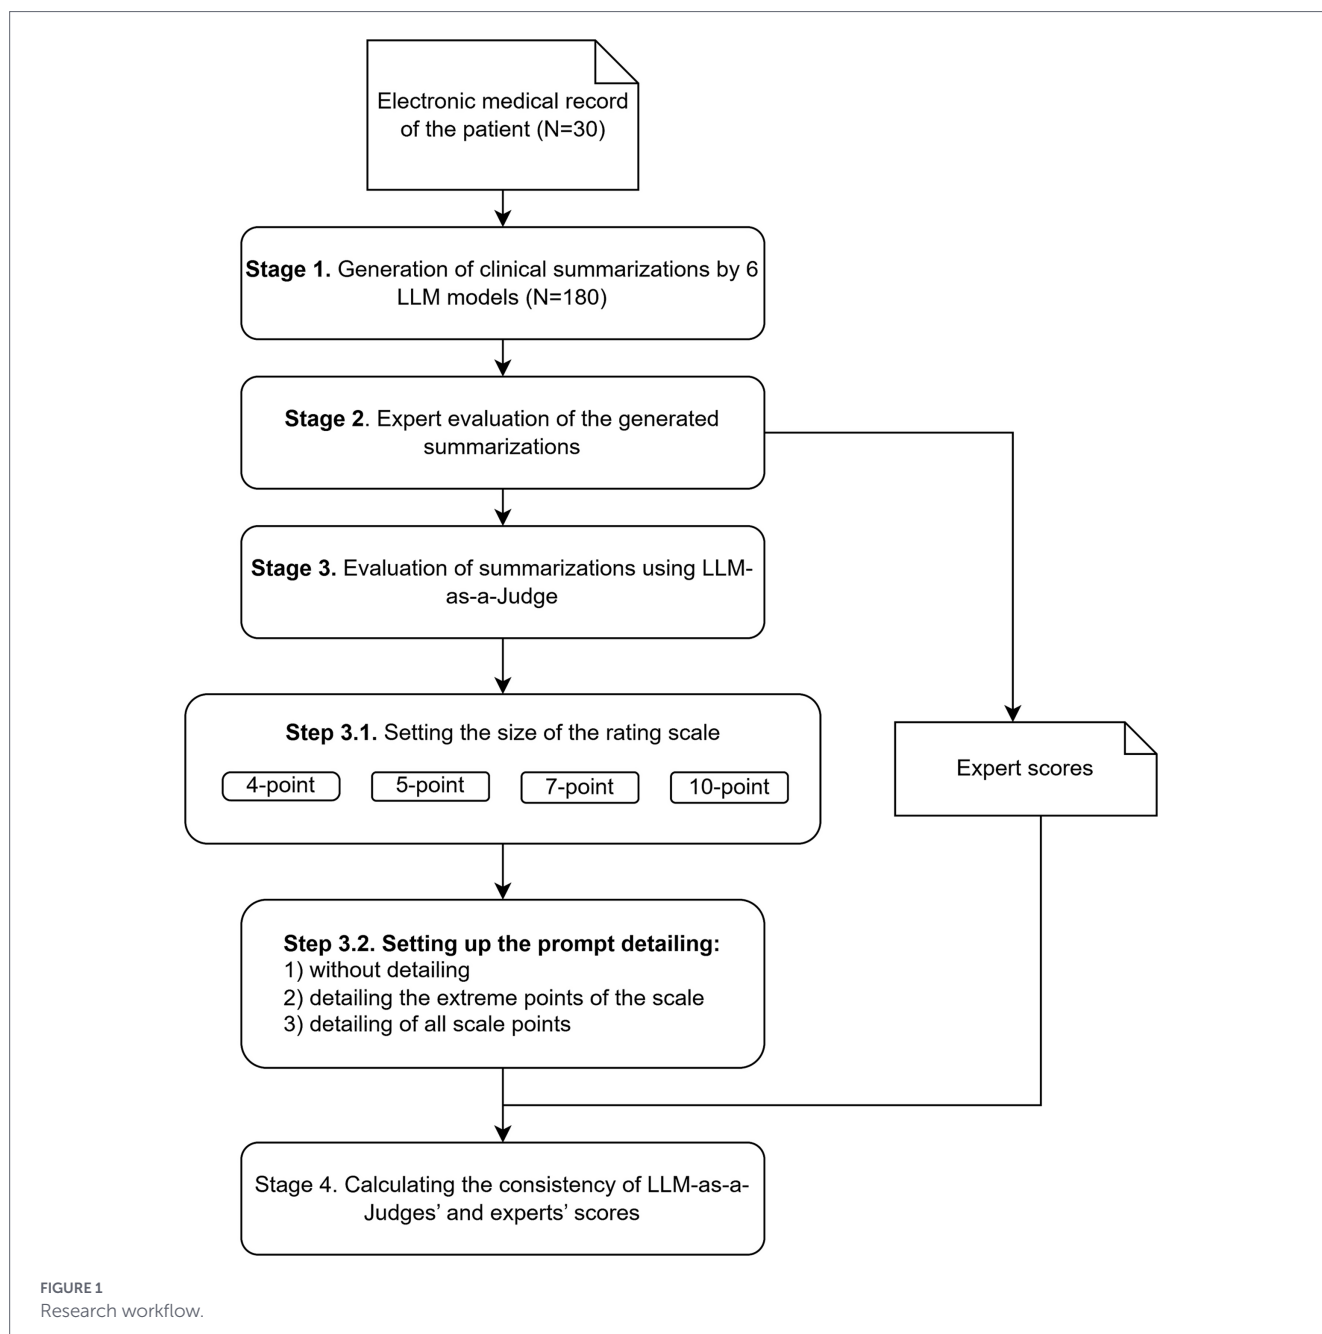 Electronic medical record
of the patient (N=30)
Stage 1. Generation of clinical summarizations by 6
LLM models (N=180)
Stage 2. Expert evaluation of the generated
summarizations
Stage 3. Evaluation of summarizations using LLM-
as-a-Judge
Step 3.1. Setting the size of the rating scale
4-point
5-point
7-point
10-point
Expert scores
Step 3.2. Setting up the prompt detailing:
1) without detailing
2) detailing the extreme points of the scale
3) detailing of all scale points
Stage 4. Calculating the consistency of LLM-as-a-
Judges’ and experts’ scores
FIGURE 1
Research workflow.